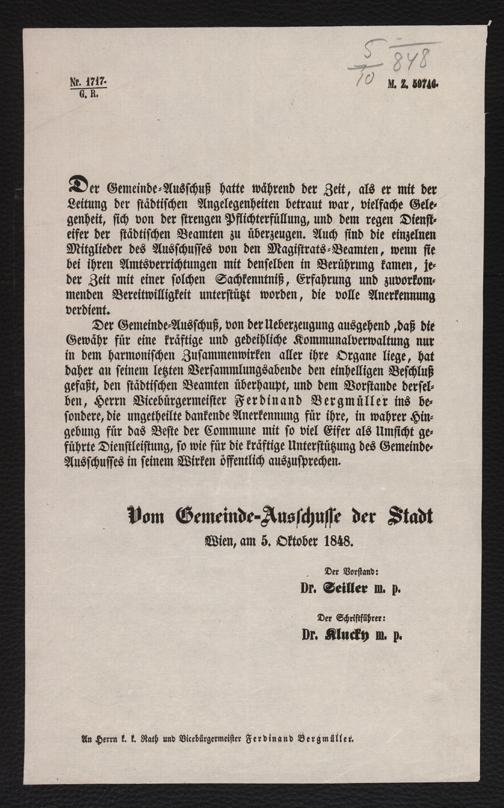 5/10 848
Nr. 1717.
G. R.
M. Z. 59746.
Der Gemeinde-Ausschuß hatte während der Zeit, als er mit der
Leitung der städtischen Angelegenheiten betraut war, vielfache Gele-
genheit, sich von der strengen Pflichterfüllung, und dem regen Dienst-
eifer der städtischen Beamten zu überzeugen. Auch sind die einzelnen
Mitglieder des Ausschusses von den Magistrats-Beamten, wenn sie
bei ihren Amtsverrichtungen mit denselben in Berührung kamen, je-
der Zeit mit einer solchen Sachkenntniß, Erfahrung und zuvorkom-
menden Bereitwilligkeit unterstützt worden, die volle Anerkennung
verdient.
Der Gemeinde-Ausschuß, von der Ueberzeugung ausgehend ,daß die
Gewähr für eine kräftige und gedeihliche Kommunalverwaltung nur
in dem harmonischen Zusammenwirken aller ihre Organe liege, hat
daher an seinem letzten Versammlungsabende den einhelligen Beschluß
gefaßt, den städtischen Beamten überhaupt, und dem Vorstande dersel-
ben, Herrn Vicebürgermeister Ferdinand Bergmüller ins be-
sondere, die ungetheilte dankende Anerkennung für ihre, in wahrer Hin-
gebung für das Beste der Commune mit so viel Eifer als Umsicht ge-
führte Dienstleistung, so wie für die kräftige Unterstützung des Gemeinde-
Ausschusses in seinem Wirken öffentlich auszusprechen.
Vom Gemeinde-Ausschusse der Stadt
Wien, am 5. Oktober 1848.
Der Vorstand:
Dr. Seiller m. p.
Der Schriftführer:
Dr. Klucky m. p.
An Herrn k. k. Rath und Vicebürgermeister Ferdinand Bergmüller.